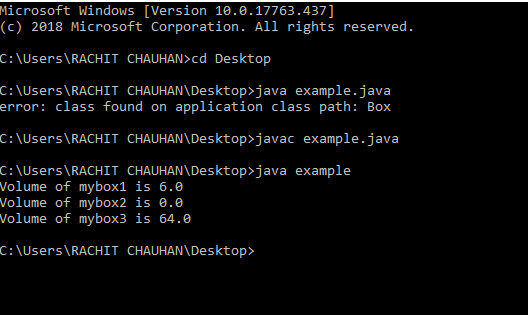 Microsoft Windows [Version 10.0.17763.437]
(c) 2018 Microsoft Corporation. All rights reserved.
C:\Users\RACHIT CHAUHAN>cd Desktop
C:\Users\RACHIT CHAUHAN\Desktop>java example.java
error: class found on application class path: Box
C:\Users\RACHIT CHAUHAN\Desktop>javac example.java
C:\Users\RACHIT CHAUHAN\Desktop>java example
Volume of mybox1 is 6.0
Volume of mybox2 is 0.0
Volume of mybox3 is 64.0
C:\Users\RACHIT CHAUHAN\Desktop>